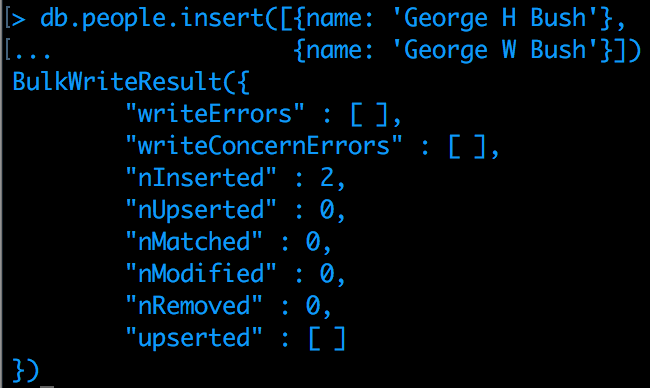 [> db.people.insert([{name: 'George H Bush'},
[...                 {name: 'George W Bush'}])
BulkWriteResult({
        "writeErrors" : [ ],
        "writeConcernErrors" : [ ],
        "nInserted" : 2,
        "nUpserted" : 0,
        "nMatched" : 0,
        "nModified" : 0,
        "nRemoved" : 0,
        "upserted" : [ ]
})